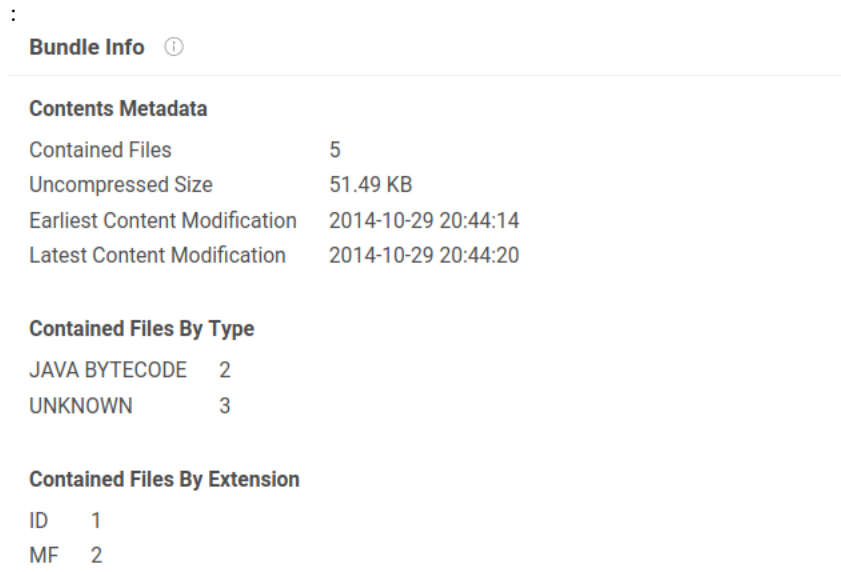 :
Bundle Info
Contents Metadata
Contained Files 5
Uncompressed Size 51.49 KB
Earliest Content Modification 2014-10-29 20:44:14
Latest Content Modification 2014-10-29 20:44:20
Contained Files By Type
JAVA BYTECODE 2
UNKNOWN 3
Contained Files By Extension
ID 1
MF 2